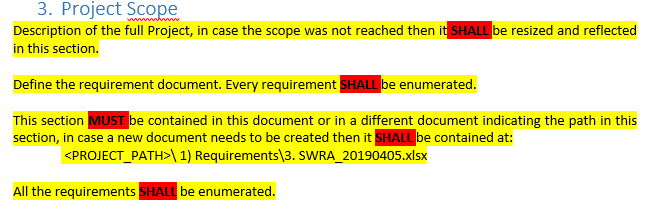 3. Project Scope
Description of the full Project, in case the scope was not reached then it SHALL be resized and reflected
in this section.
Define the requirement document. Every requirement SHALL be enumerated.
This section MUST be contained in this document or in a different document indicating the path in this
section, in case a new document needs to be created then it SHALL be contained at:
<PROJECT_PATH>\ 1) Requirements\3. SWRA_20190405.xlsx
All the requirements SHALL be enumerated.